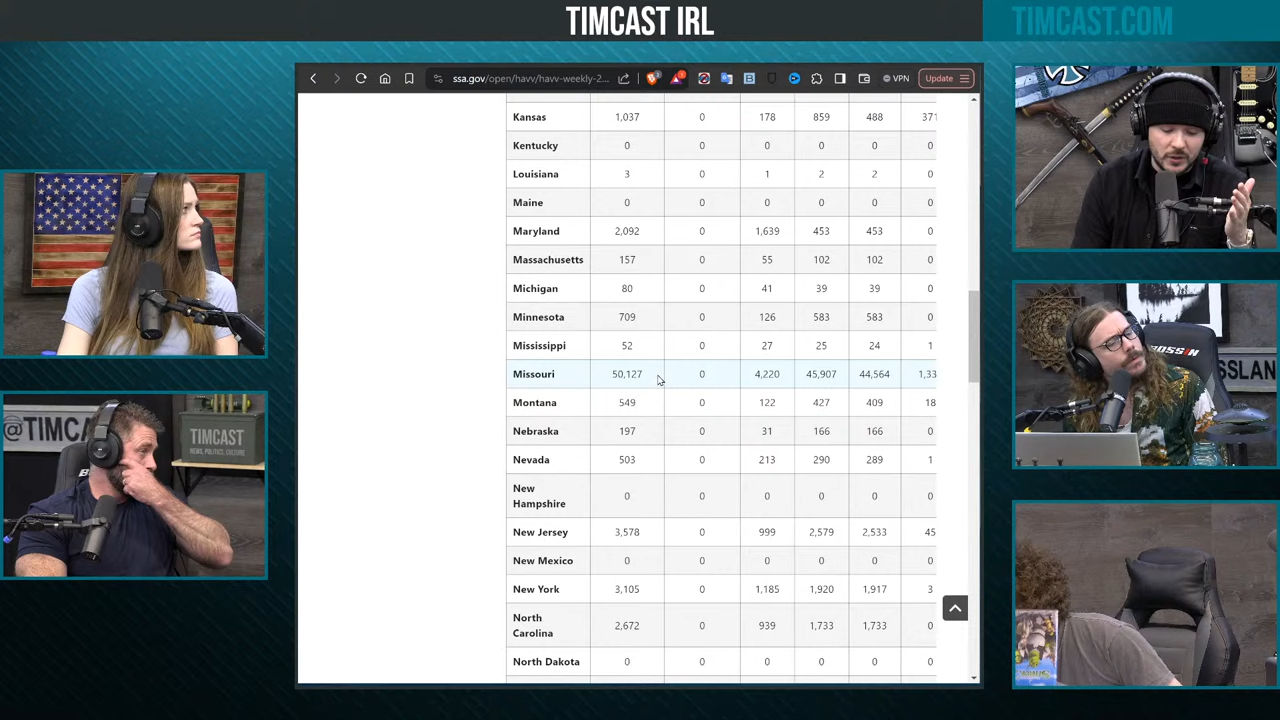 TIMCAST IRL
TIMCAST.COM
ssa.gov/open/havv/havv-weekly-2...
VPN
Update
Kansas 1,037 0 178 859 488 371
Kentucky 0 0 0 0 0 0
Louisiana 3 0 1 2 2 0
Maine 0 0 0 0 0 0
Maryland 2,092 0 1,639 453 453 0
Massachusetts 157 0 55 102 102 0
Michigan 80 0 41 39 39 0
Minnesota 709 0 126 583 583 0
Mississippi 52 0 27 25 24 1
Missouri 50,127 0 4,220 45,907 44,564 1,33
Montana 549 0 122 427 409 18
Nebraska 197 0 31 166 166 0
Nevada 503 0 213 290 289 1
New
Hampshire 0 0 0 0 0 0
New Jersey 3,578 0 999 2,579 2,533 45
New Mexico 0 0 0 0 0 0
New York 3,105 0 1,185 1,920 1,917 3
North
Carolina 2,672 0 939 1,733 1,733 0
North Dakota 0 0 0 0 0 0
@TIMCAST
TIMCAST
NEWS. POLITICS. CULTURE.
BOSSIN
SSLAN